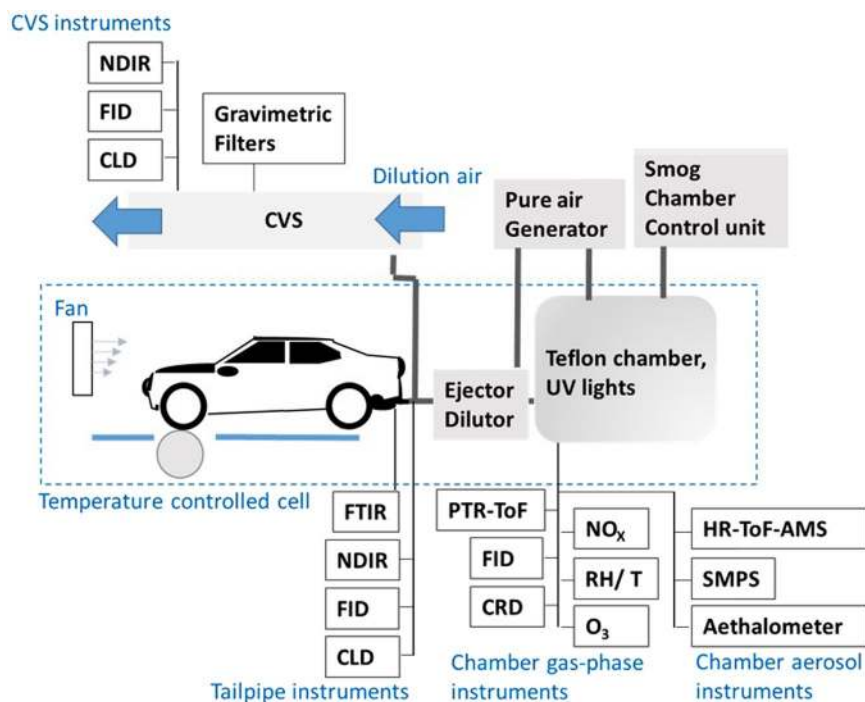 CVS instruments
NDIR
FID
CLD
Gravimetric
Filters
Dilution air
CVS
Pure air
Generator
Smog
Chamber
Control unit
Fan
Ejector
Dilutor
Teflon chamber,
UV lights
Temperature controlled cell
FTIR
NDIR
FID
CLD
Tailpipe instruments
PTR-ToF
FID
CRD
NOX
RH/ T
O3
Chamber gas-phase
instruments
HR-ToF-AMS
SMPS
Aethalometer
Chamber aerosol
instruments